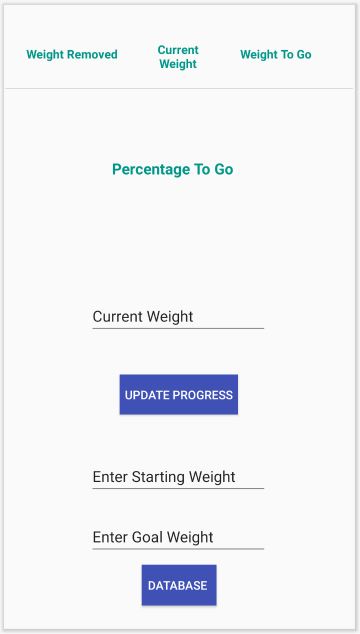 Weight Removed
Current
Weight
Weight To Go
Percentage To Go
Current Weight
UPDATE PROGRESS
Enter Starting Weight
Enter Goal Weight
DATABASE